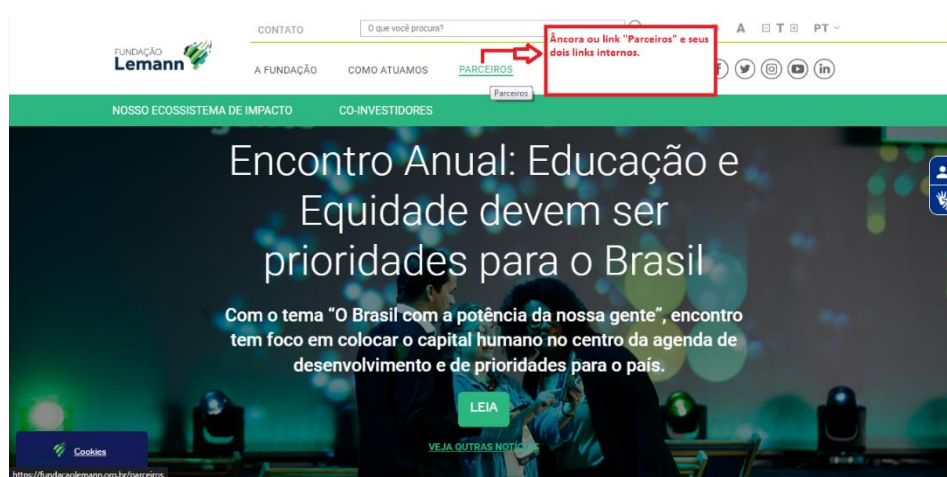 CONTATO
O que você procura?
A
T
PT
Âncora ou link "Parceiros" e seus
dois links internos.
FUNDAÇÃO
Lemann
A FUNDAÇÃO
COMO ATUAMOS
PARCEIROS
Parceiros
NOSSO ECOSSISTEMA DE IMPACTO
CO-INVESTIDORES
Encontro Anual: Educação e
Equidade devem ser
prioridades para o Brasil
Com o tema “O Brasil com a potência da nossa gente”, encontro
tem foco em colocar o capital humano no centro da agenda de
desenvolvimento e de prioridades para o país.
LEIA
VEJA OUTRAS NOTÍCIAS
Cookies
https://fundacaolemann.org.br/parceiros